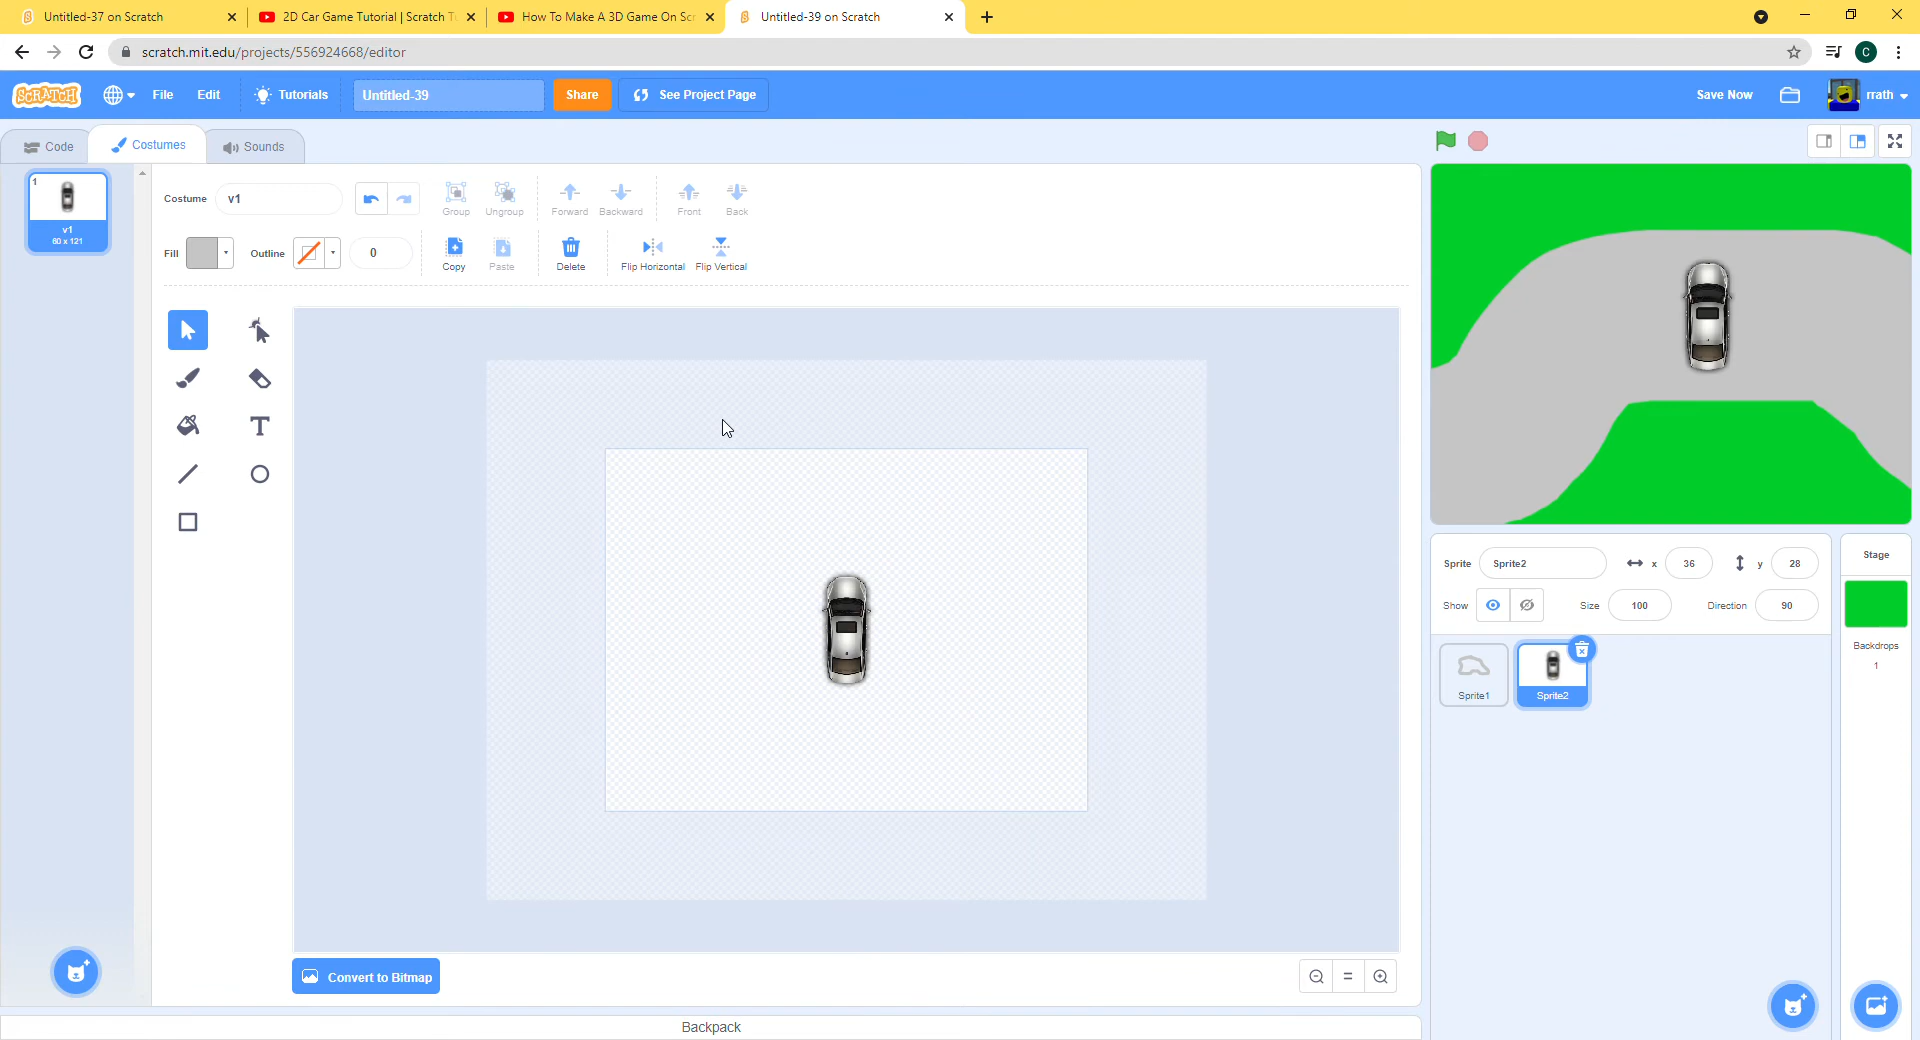 Untitled-37 on Scratch
2D Car Game Tutorial | Scratch Tu
How To Make A 3D Game On Scr
Untitled-39 on Scratch
scratch.mit.edu/projects/556924668/editor
C
SCRATCH
File
Edit
Tutorials
Untitled-39
Share
See Project Page
Save Now
rrath
Code
Costumes
Sounds
1
v1
60 x 121
Costume
v1
Group
Ungroup
Forward
Backward
Front
Back
Fill
Outline
0
Copy
Paste
Delete
Flip Horizontal
Flip Vertical
T
Convert to Bitmap
Backpack
Sprite
Sprite2
x
36
y
28
Show
Size
100
Direction
90
Sprite1
Sprite2
Stage
Backdrops
1